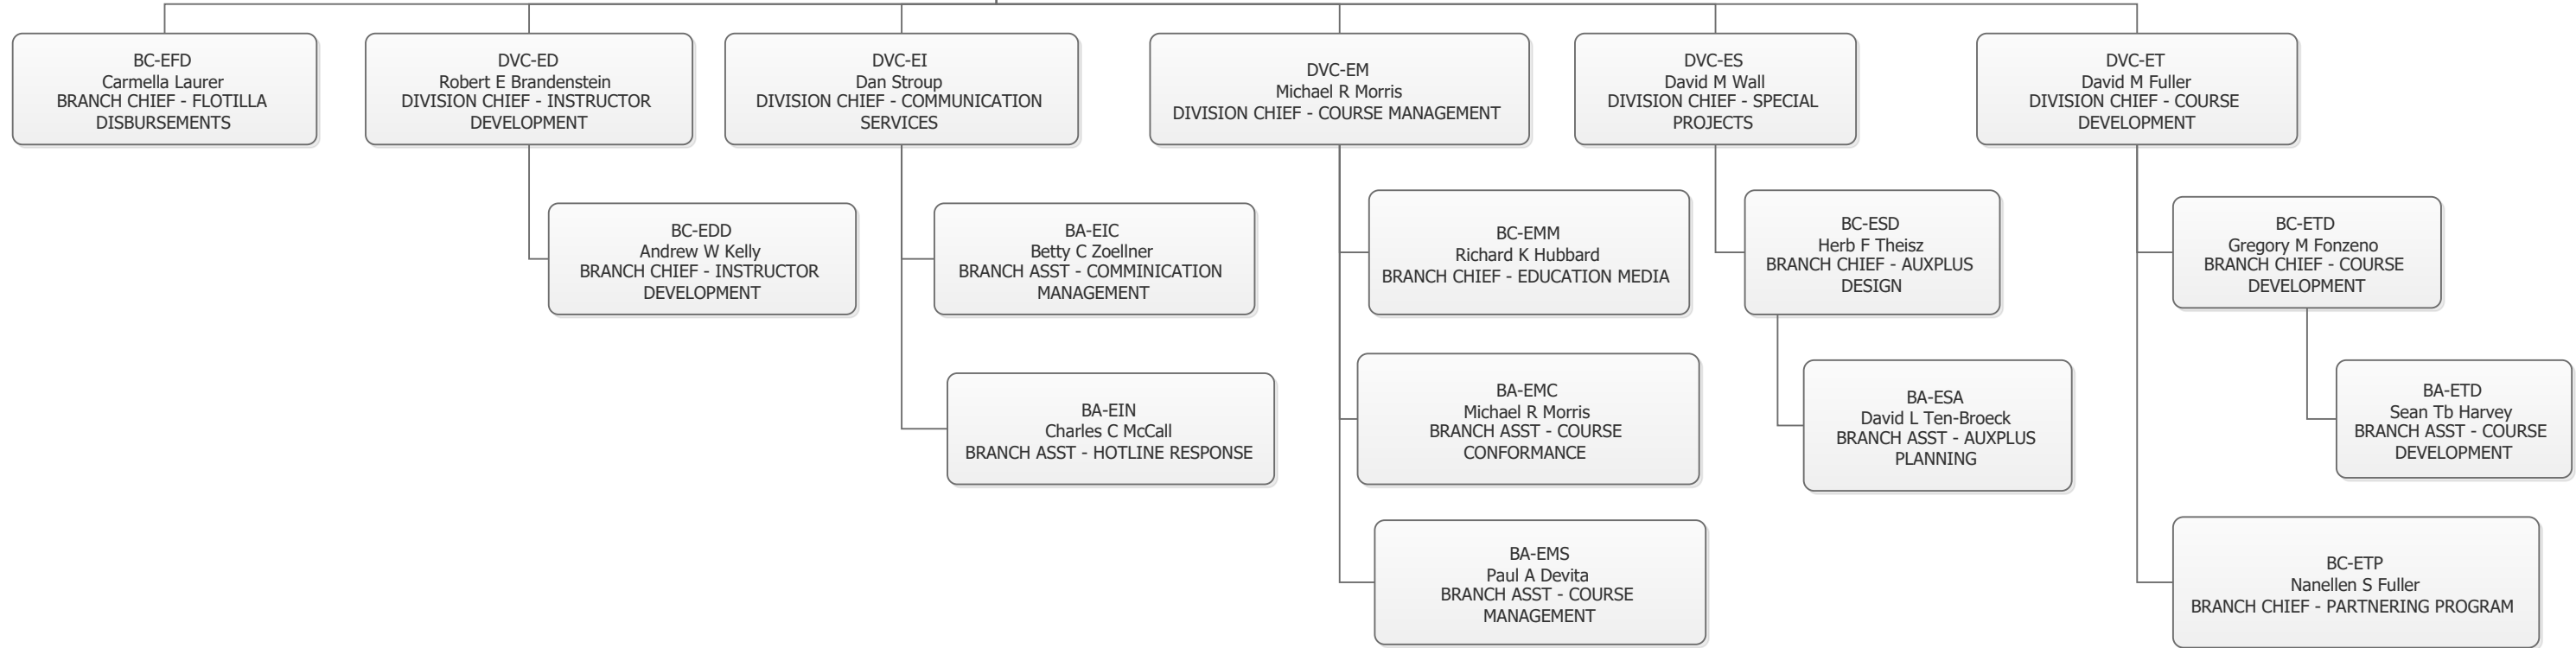 BC-EFD
Carmella Laurer
BRANCH CHIEF - FLOTILLA
DISBURSEMENTS
DVC-ED
Robert E Brandenstein
DIVISION CHIEF - INSTRUCTOR
DEVELOPMENT
DVC-EI
Dan Stroup
DIVISION CHIEF - COMMUNICATION
SERVICES
DVC-EM
Michael R Morris
DIVISION CHIEF - COURSE MANAGEMENT
DVC-ES
David M Wall
DIVISION CHIEF - SPECIAL
PROJECTS
DVC-ET
David M Fuller
DIVISION CHIEF - COURSE
DEVELOPMENT
BC-EDD
Andrew W Kelly
BRANCH CHIEF - INSTRUCTOR
DEVELOPMENT
BA-EIC
Betty C Zoellner
BRANCH ASST - COMMINICATION
MANAGEMENT
BC-EMM
Richard K Hubbard
BRANCH CHIEF - EDUCATION MEDIA
BC-ESD
Herb F Theisz
BRANCH CHIEF - AUXPLUS
DESIGN
BC-ETD
Gregory M Fonzeno
BRANCH CHIEF - COURSE
DEVELOPMENT
BA-EIN
Charles C McCall
BRANCH ASST - HOTLINE RESPONSE
BA-EMC
Michael R Morris
BRANCH ASST - COURSE
CONFORMANCE
BA-ESA
David L Ten-Broeck
BRANCH ASST - AUXPLUS
PLANNING
BA-ETD
Sean Tb Harvey
BRANCH ASST - COURSE
DEVELOPMENT
BA-EMS
Paul A Devita
BRANCH ASST - COURSE
MANAGEMENT
BC-ETP
Nanellen S Fuller
BRANCH CHIEF - PARTNERING PROGRAM